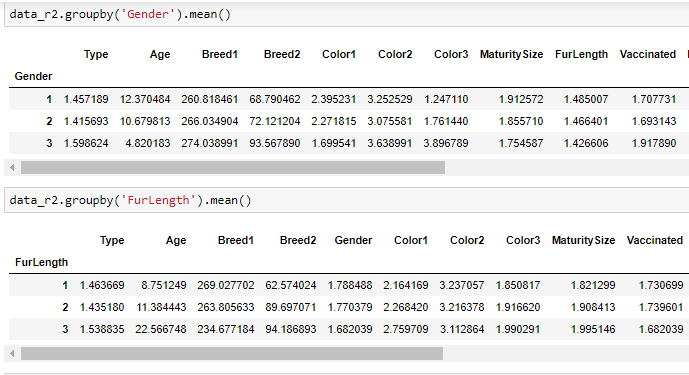 data_r2.groupby('Gender').mean()
Type Age Breed1 Breed2 Color1 Color2 Color3 MaturitySize FurLength Vaccinated
Gender
1 1.457189 12.370484 260.818461 68.790462 2.395231 3.252529 1.247110 1.912572 1.485007 1.707731
2 1.415693 10.679813 266.034904 72.121204 2.271815 3.075581 1.761440 1.855710 1.466401 1.693143
3 1.598624 4.820183 274.038991 93.567890 1.699541 3.638991 3.896789 1.754587 1.426606 1.917890
data_r2.groupby('FurLength').mean()
Type Age Breed1 Breed2 Gender Color1 Color2 Color3 MaturitySize Vaccinated
FurLength
1 1.463669 8.751249 269.027702 62.574024 1.788488 2.164169 3.237057 1.850817 1.821299 1.730699
2 1.435180 11.384443 263.805633 89.697071 1.770379 2.268420 3.216378 1.916620 1.908413 1.739601
3 1.538835 22.566748 234.677184 94.186893 1.682039 2.759709 3.112864 1.990291 1.995146 1.682039